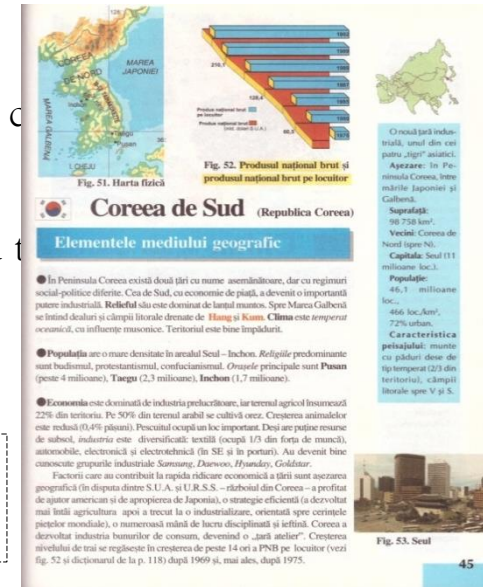 MAREA
JAPONIEI
COREEA
DE NORD
MAREA GALBENĂ
Taegu
Pusan
Fig. 51. Harta fizică
Produs național brut
pe locuitor
Produs național brut
Fig. 52. Produsul național brut și
produsul național brut pe locuitor
Coreea de Sud (Republica Coreea)
Elementele mediului geografic
În Peninsula Coreea există două țări cu nume asemănătoare, dar cu regimuri
social-politice diferite. Cea de Sud, cu economie de piață, a devenit o importantă
putere industrială. Relieful său este dominat de lanțul muntos. Spre Marea Galbenă
se întind dealuri și câmpii litorale drenate de Hang și Kum. Clima este temperat
oceanică, cu influențe musonice. Teritoriul este bine împădurit.
Populația are o mare densitate în arealul Seul – Inchon. Religiile predominante
sunt budismul, protestantismul, confucianismul. Orașele principale sunt Pusan
(peste 4 milioane), Taegu (2,3 milioane), Inchon (1,7 milioane).
Economia este dominată de industria prelucrătoare, iar terenul agricol însumează
22% din teritoriu. Pe 50% din terenul arabil se cultivă orez. Creșterea animalelor
este redusă (0,4% pășuni). Pescuitul ocupă un loc important. Deși are puține resurse
de subsol, industria este diversificată: textilă (ocupă 1/3 din forța de muncă),
automobile, electronică și electrotehnică (în SE și în porturi). Au devenit bine
cunoscute grupurile industriale Samsung, Daewoo, Hyunday, Goldstar.
Factorii care au contribuit la rapida ridicare economică a țării sunt așezarea
geografică (în disputa dintre S.U.A. și U.R.S.S. – războiul din Coreea – a profitat
de ajutor american și de apropierea de Japonia), o strategie eficientă (a dezvoltat
mai întâi agricultura apoi a trecut la o industrializare, orientată spre cerințele
piețelor mondiale), o numeroasă mână de lucru disciplinată și ieftină. Coreea a
dezvoltat industria bunurilor de consum, devenind o „țară atelier”. Creșterea
nivelului de trai se regăsește în creșterea de peste 14 ori a PNB pe locuitor (vezi
fig. 52 și dicționarul de la p. 118) după 1969 și, mai ales, după 1975.
O nouă țară indus-
trială, unul din cei
patru „tigri” asiatici.
Așezare: în Pe-
ninsula Coreea, între
mările Japoniei și
Galbenă.
Suprafață:
98 758 km².
Vecini: Coreea de
Nord (spre N).
Capitala: Seul (11
milioane loc.).
Populație:
46,1 milioane
loc.,
466 loc./km²,
72% urban.
Caracteristica
peisajului: munte
cu păduri dese de
tip temperat (2/3 din
teritoriu), câmpii
litorale spre V și S.
Fig. 53. Seul
45